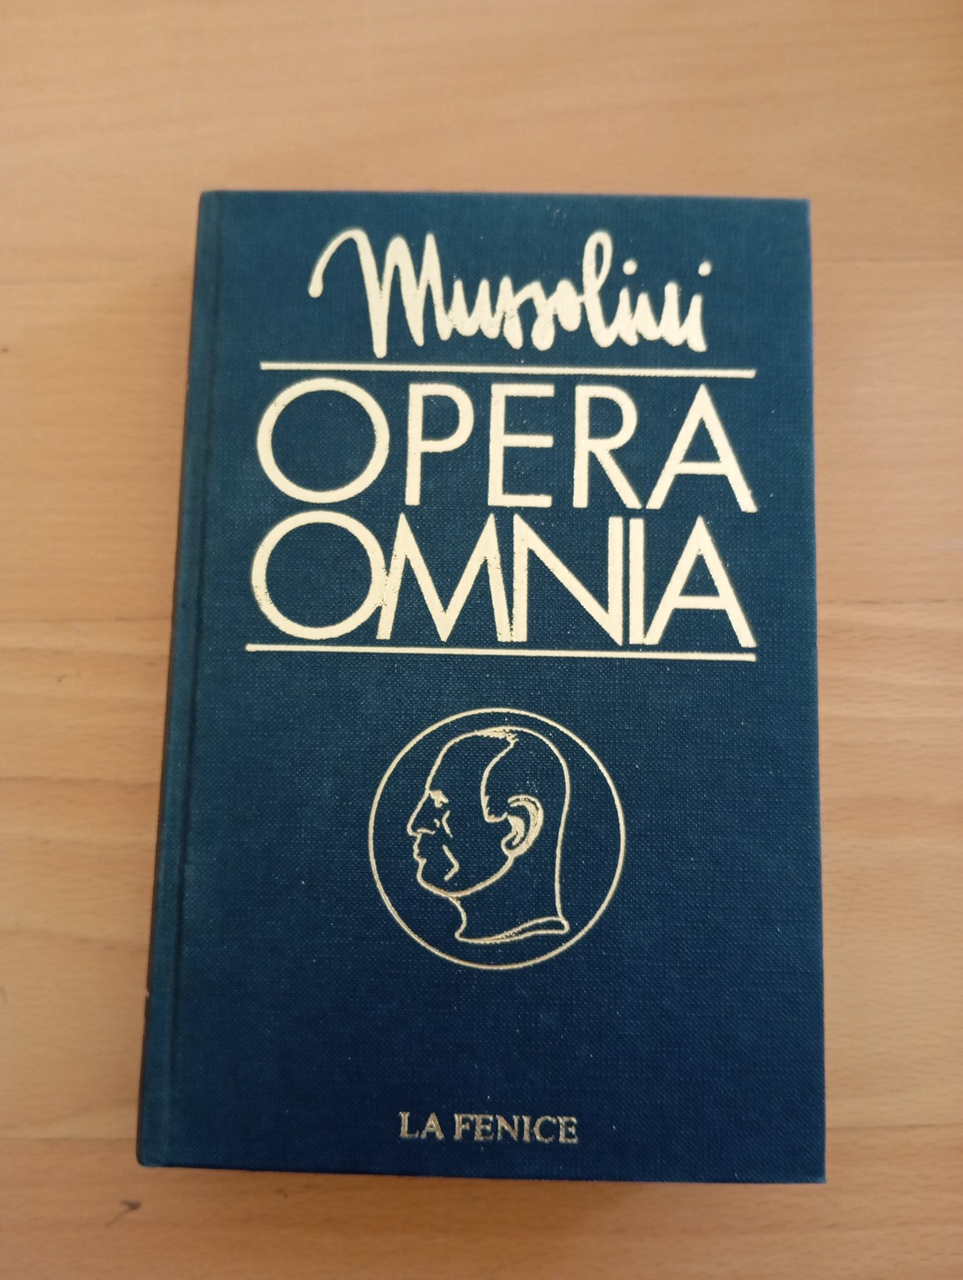 Mussolini
OPERA
OMNIA
LA FENICE